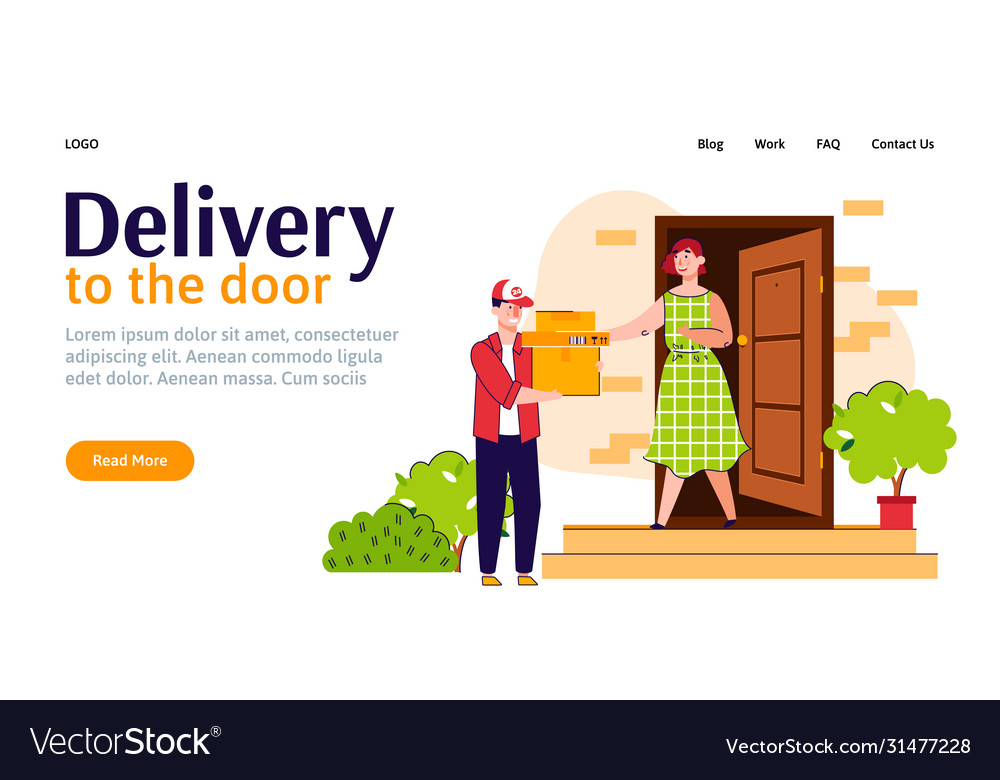 LOGO
Blog Work FAQ Contact Us
Delivery
to the door
Lorem ipsum dolor sit amet, consectetuer
adipiscing elit. Aenean commodo ligula
edet dolor. Aenean massa. Cum sociis
Read More
24
VectorStock®
VectorStock.com/31477228